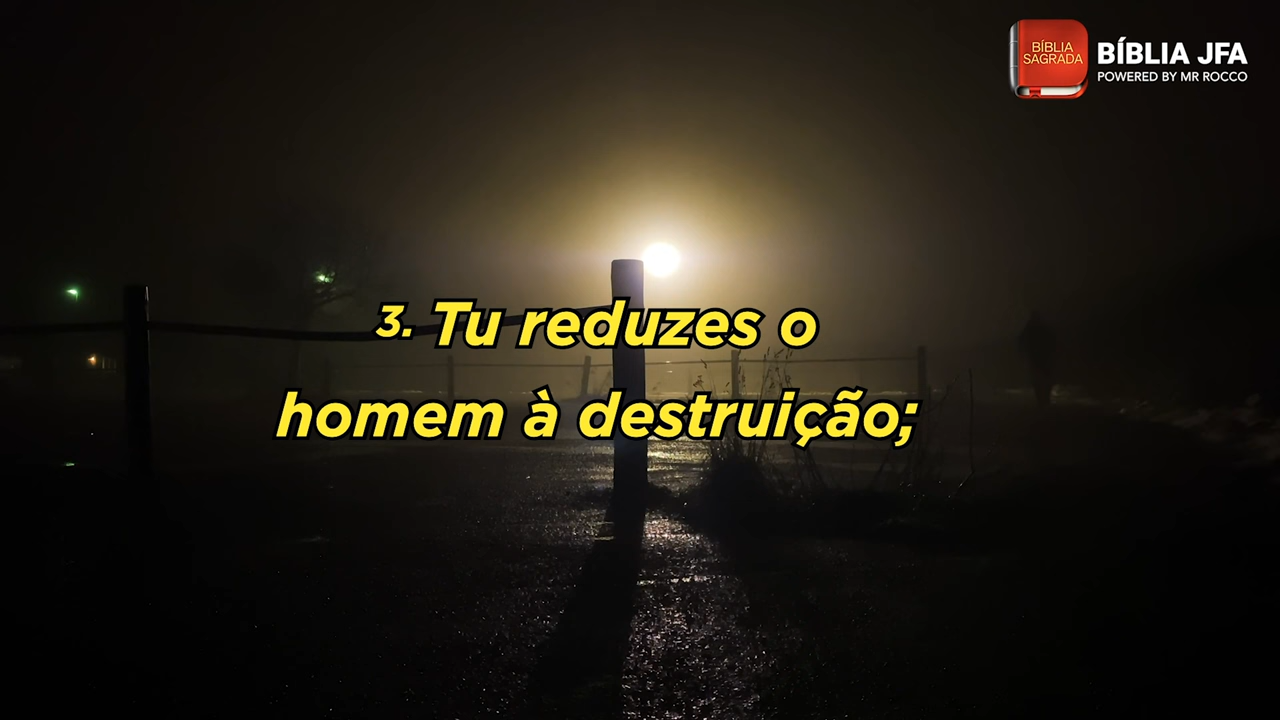 BÍBLIA
SAGRADA
BÍBLIA JFA
POWERED BY MR ROCCO
3. Tu reduzes o
homem à destruição;